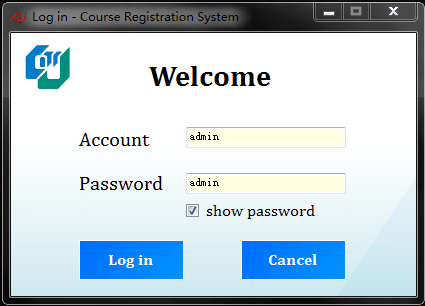 Log in - Course Registration System
Welcome
Account admin
Password admin
show password
Log in Cancel